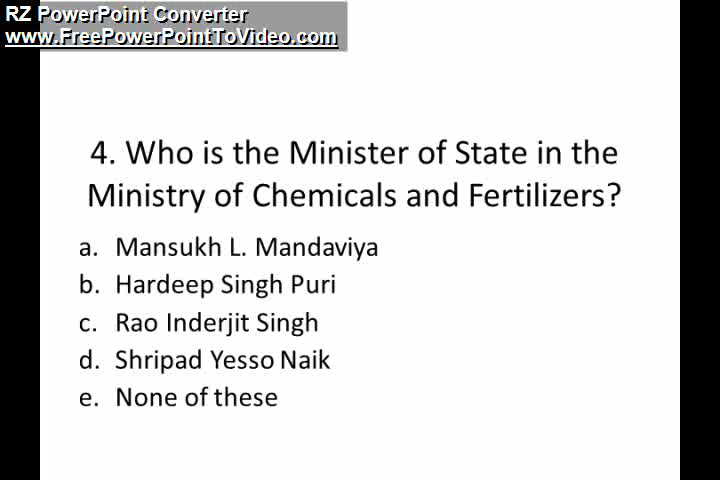 RZ PowerPoint Converter
www.FreePowerPointToVideo.com
4. Who is the Minister of State in the
Ministry of Chemicals and Fertilizers?
a. Mansukh L. Mandaviya
b. Hardeep Singh Puri
c. Rao Inderjit Singh
d. Shripad Yesso Naik
e. None of these